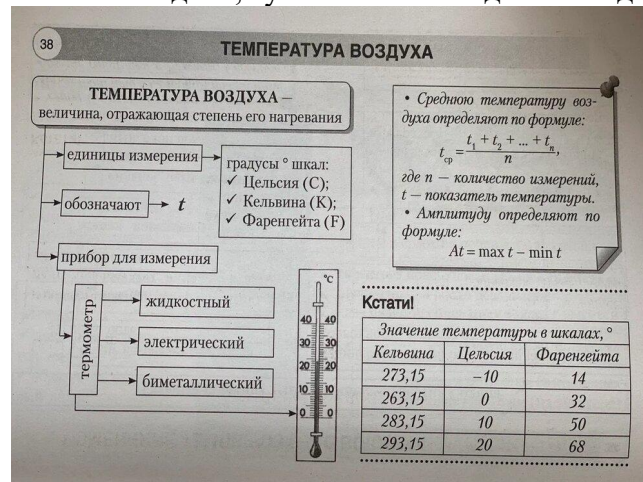 38
ТЕМПЕРАТУРА ВОЗДУХА
ТЕМПЕРАТУРА ВОЗДУХА –
величина, отражающая степень его нагревания
единицы измерения
градусы ° шкал:
✓ Цельсия (C);
✓ Кельвина (K);
✓ Фаренгейта (F)
обозначают
t
прибор для измерения
термометр
жидкостный
электрический
биметаллический
°C
40 40
30 30
20 20
10 10
0 0
• Среднюю температуру воз-
духа определяют по формуле:
t₁ + t₂ + ... + tₙ
tср = ,
n
где n – количество измерений,
t – показатель температуры.
• Амплитуду определяют по
формуле:
At = max t – min t
Кстати!
Значение температуры в шкалах, °
Кельвина Цельсия Фаренгейта
273,15 –10 14
263,15 0 32
283,15 10 50
293,15 20 68